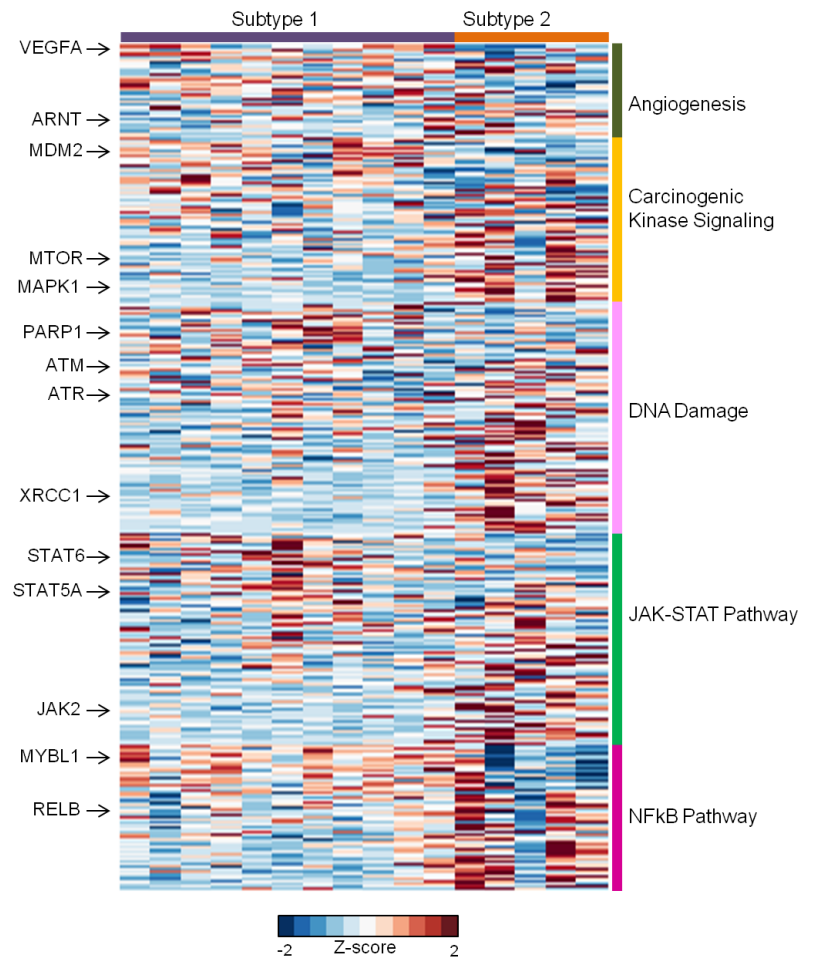 Subtype 1
Subtype 2
VEGFA
ARNT
MDM2
MTOR
MAPK1
PARP1
ATM
ATR
XRCC1
STAT6
STAT5A
JAK2
MYBL1
RELB
Angiogenesis
Carcinogenic
Kinase Signaling
DNA Damage
JAK-STAT Pathway
NFkB Pathway
-2
Z-score
2